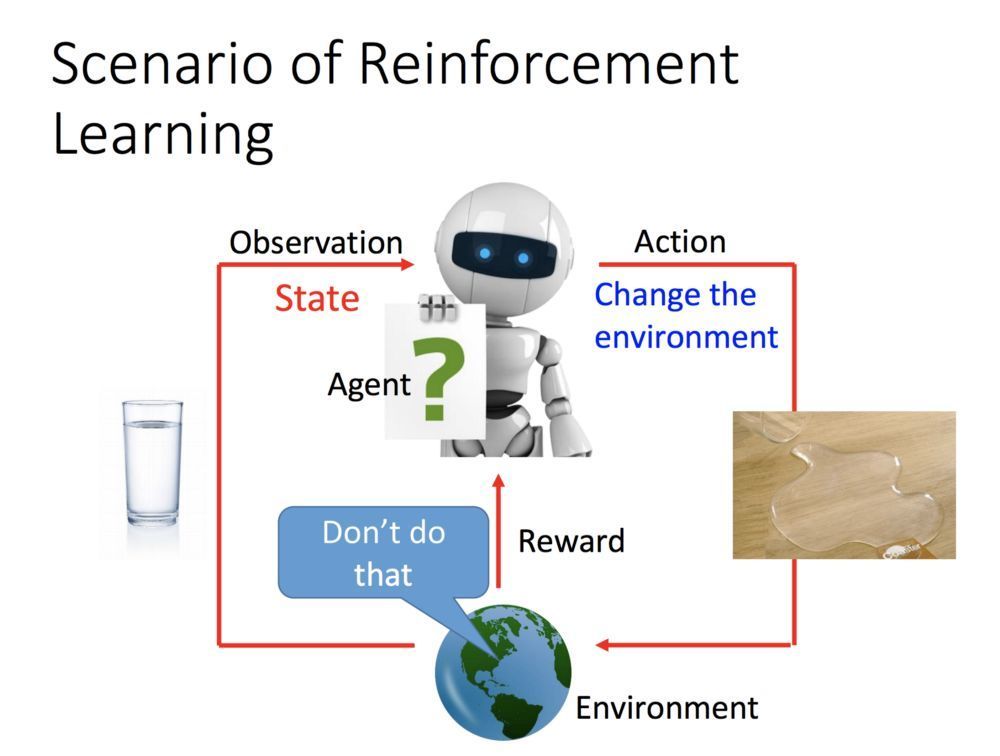 Scenario of Reinforcement
Learning
Observation
Action
State
Change the
environment
Agent
?
Don't do
that
Reward
Environment